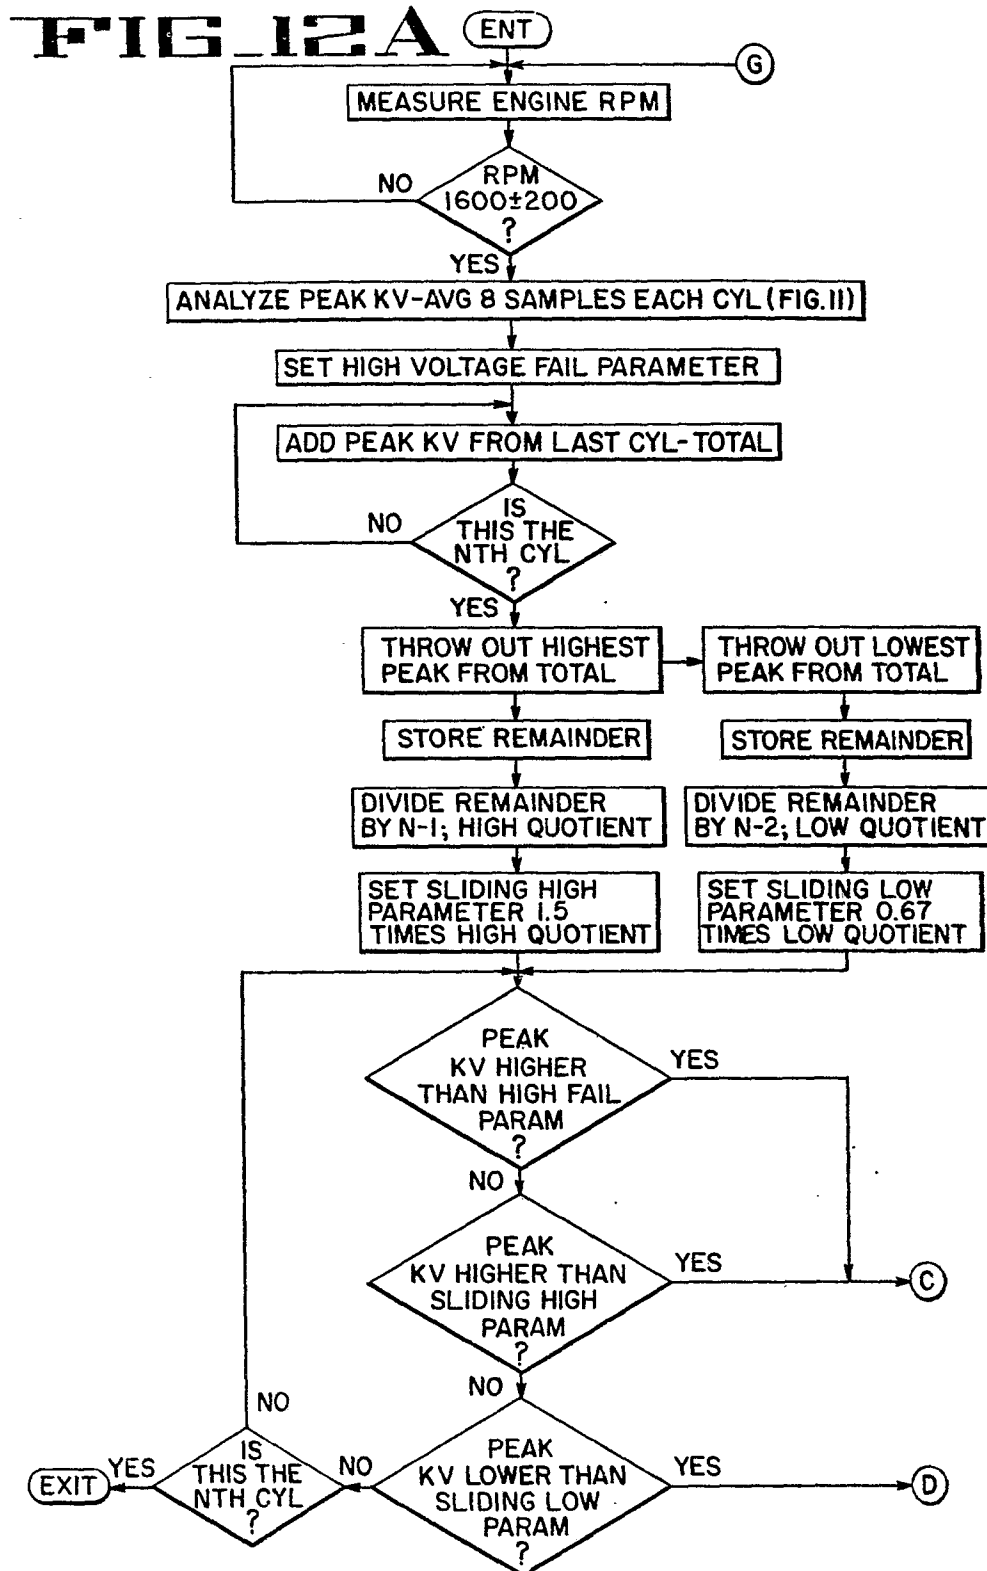 FIG_12A
ENT
G
MEASURE ENGINE RPM
RPM
1600±200
?
NO
YES
ANALYZE PEAK KV-AVG 8 SAMPLES EACH CYL (FIG.11)
SET HIGH VOLTAGE FAIL PARAMETER
ADD PEAK KV FROM LAST CYL-TOTAL
IS
THIS THE
NTH CYL
?
NO
YES
THROW OUT HIGHEST
PEAK FROM TOTAL
THROW OUT LOWEST
PEAK FROM TOTAL
STORE REMAINDER
STORE REMAINDER
DIVIDE REMAINDER
BY N-1; HIGH QUOTIENT
DIVIDE REMAINDER
BY N-2; LOW QUOTIENT
SET SLIDING HIGH
PARAMETER 1.5
TIMES HIGH QUOTIENT
SET SLIDING LOW
PARAMETER 0.67
TIMES LOW QUOTIENT
PEAK
KV HIGHER
THAN HIGH FAIL
PARAM
?
YES
NO
PEAK
KV HIGHER THAN
SLIDING HIGH
PARAM
?
YES
C
NO
PEAK
KV LOWER THAN
SLIDING LOW
PARAM
?
YES
D
NO
IS
THIS THE
NTH CYL
?
NO
YES
EXIT